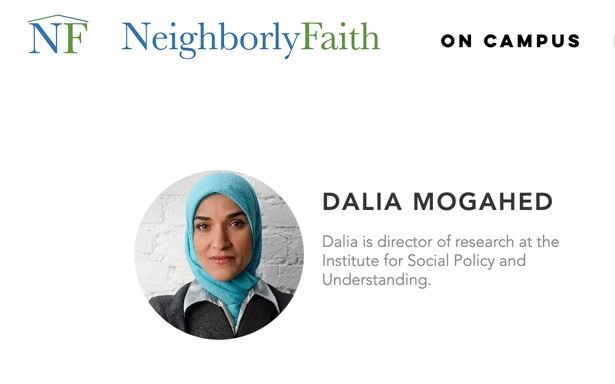 NF NeighborlyFaith ON CAMPUS
DALIA MOGAHED
Dalia is director of research at the
Institute for Social Policy and
Understanding.